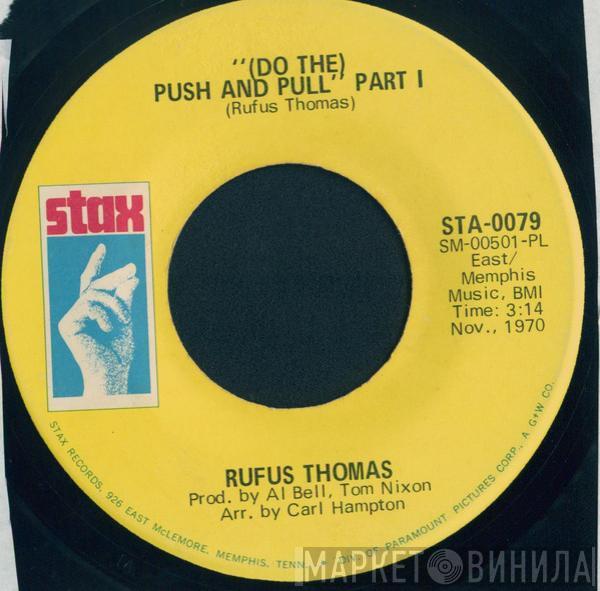 "(DO THE)
PUSH AND PULL" PART I
(Rufus Thomas)
stax
STA-0079
SM-00501-PL
East/
Memphis
Music, BMI
Time: 3:14
Nov., 1970
RUFUS THOMAS
Prod. by Al Bell, Tom Nixon
Arr. by Carl Hampton
STAX RECORDS, 926 EAST McLEMORE, MEMPHIS, TENN. DIV. OF PARAMOUNT PICTURES CORP., A G+W CO.
МАРКЕТ ВИНИЛА